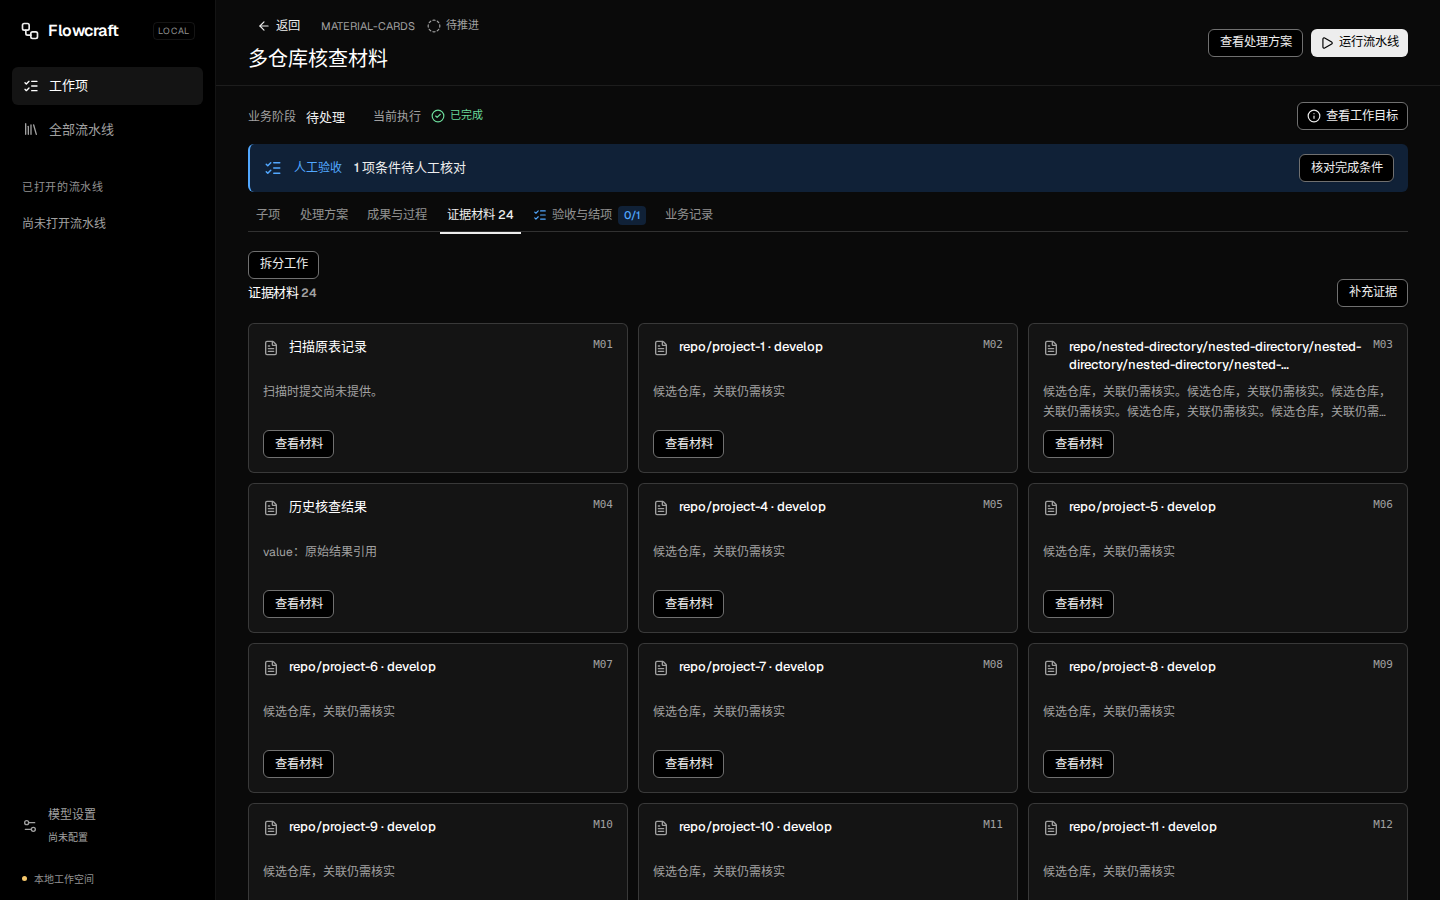 Flowcraft
LOCAL
工作项
全部流水线
已打开的流水线
尚未打开流水线
模型设置
尚未配置
本地工作空间
返回
MATERIAL-CARDS
待推进
多仓库核查材料
查看处理方案
运行流水线
业务阶段 待处理
当前执行 已完成
查看工作目标
人工验收 1 项条件待人工核对
核对完成条件
子项
处理方案
成果与过程
证据材料 24
验收与结项 0/1
业务记录
拆分工作
证据材料 24
补充证据
扫描原表记录
M01
扫描时提交尚未提供。
查看材料
repo/project-1 · develop
M02
候选仓库，关联仍需核实
查看材料
repo/nested-directory/nested-directory/nested-
directory/nested-directory/nested-…
M03
候选仓库，关联仍需核实。候选仓库，关联仍需核实。候选仓库，
关联仍需核实。候选仓库，关联仍需核实。候选仓库，关联仍需…
查看材料
历史核查结果
M04
value：原始结果引用
查看材料
repo/project-4 · develop
M05
候选仓库，关联仍需核实
查看材料
repo/project-5 · develop
M06
候选仓库，关联仍需核实
查看材料
repo/project-6 · develop
M07
候选仓库，关联仍需核实
查看材料
repo/project-7 · develop
M08
候选仓库，关联仍需核实
查看材料
repo/project-8 · develop
M09
候选仓库，关联仍需核实
查看材料
repo/project-9 · develop
M10
候选仓库，关联仍需核实
repo/project-10 · develop
M11
候选仓库，关联仍需核实
repo/project-11 · develop
M12
候选仓库，关联仍需核实